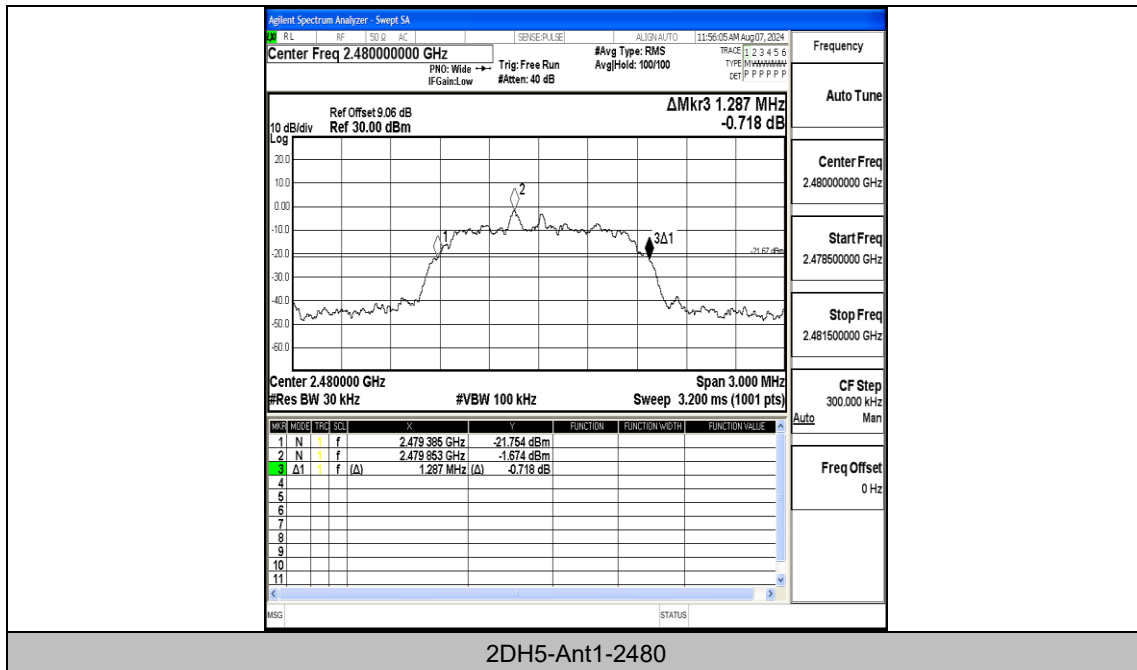 Agilent Spectrum Analyzer - Swept SA
RL RF 50 Ω AC SENSE:PULSE ALIGN AUTO 11:56:05 AM Aug 07, 2024
Center Freq 2.480000000 GHz
PNO: Wide
IFGain:Low
Trig: Free Run
#Atten: 40 dB
#Avg Type: RMS
Avg|Hold: 100/100
TRACE 1 2 3 4 5 6
TYPE M
DET P P P P P P
Frequency
Auto Tune
Center Freq
2.480000000 GHz
Start Freq
2.478500000 GHz
Stop Freq
2.481500000 GHz
CF Step
300.000 kHz
Auto Man
Freq Offset
0 Hz
ΔMkr3 1.287 MHz
-0.718 dB
Ref Offset 9.06 dB
10 dB/div Ref 30.00 dBm
Log
20.0
10.0
0.00
-10.0
-20.0
-30.0
-40.0
-50.0
-60.0
1
2
3Δ1
-21.67 dBm
Center 2.480000 GHz Span 3.000 MHz
#Res BW 30 kHz #VBW 100 kHz Sweep 3.200 ms (1001 pts)
MKR MODE TRC SCL X Y FUNCTION FUNCTION WIDTH FUNCTION VALUE
1 N 1 f 2.479 385 GHz -21.754 dBm
2 N 1 f 2.479 853 GHz -1.674 dBm
3 Δ1 1 f (Δ) 1.287 MHz (Δ) -0.718 dB
4
5
6
7
8
9
10
11
MSG STATUS
2DH5-Ant1-2480